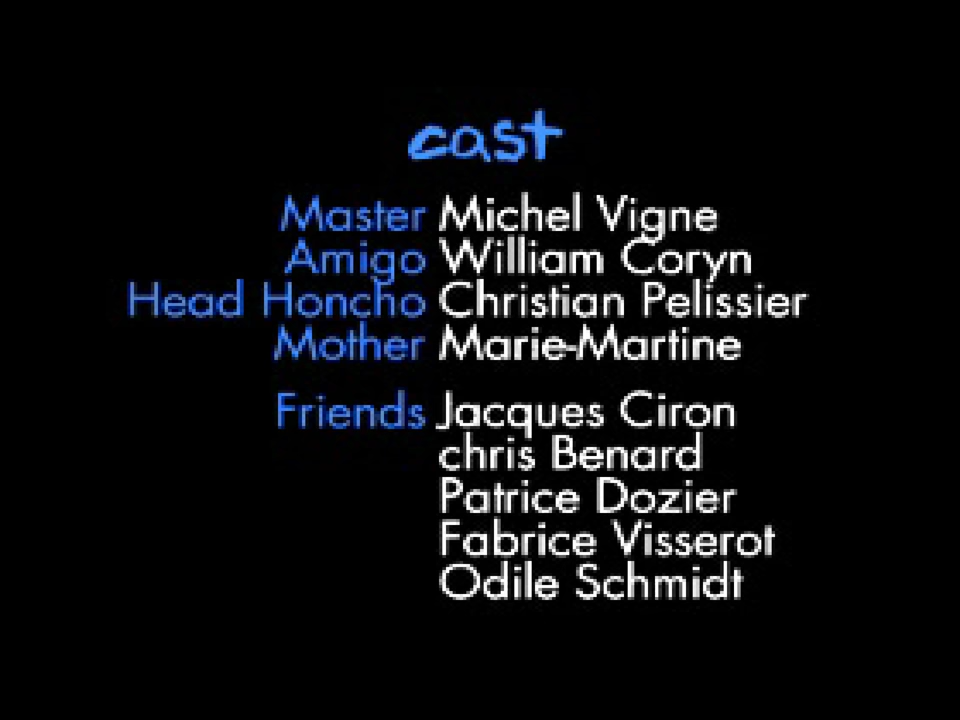 cast
Master Michel Vigne
Amigo William Coryn
Head Honcho Christian Pelissier
Mother Marie-Martine
Friends Jacques Ciron
chris Benard
Patrice Dozier
Fabrice Visserot
Odile Schmidt